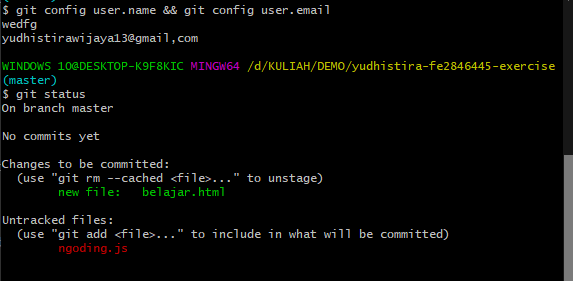 $ git config user.name && git config user.email
wedfg
yudhistirawijaya13@gmail,com
WINDOWS 10@DESKTOP-K9F8KIC MINGW64 /d/KULIAH/DEMO/yudhistira-fe2846445-exercise
(master)
$ git status
On branch master
No commits yet
Changes to be committed:
(use "git rm --cached <file>..." to unstage)
new file:   belajar.html
Untracked files:
(use "git add <file>..." to include in what will be committed)
ngoding.js